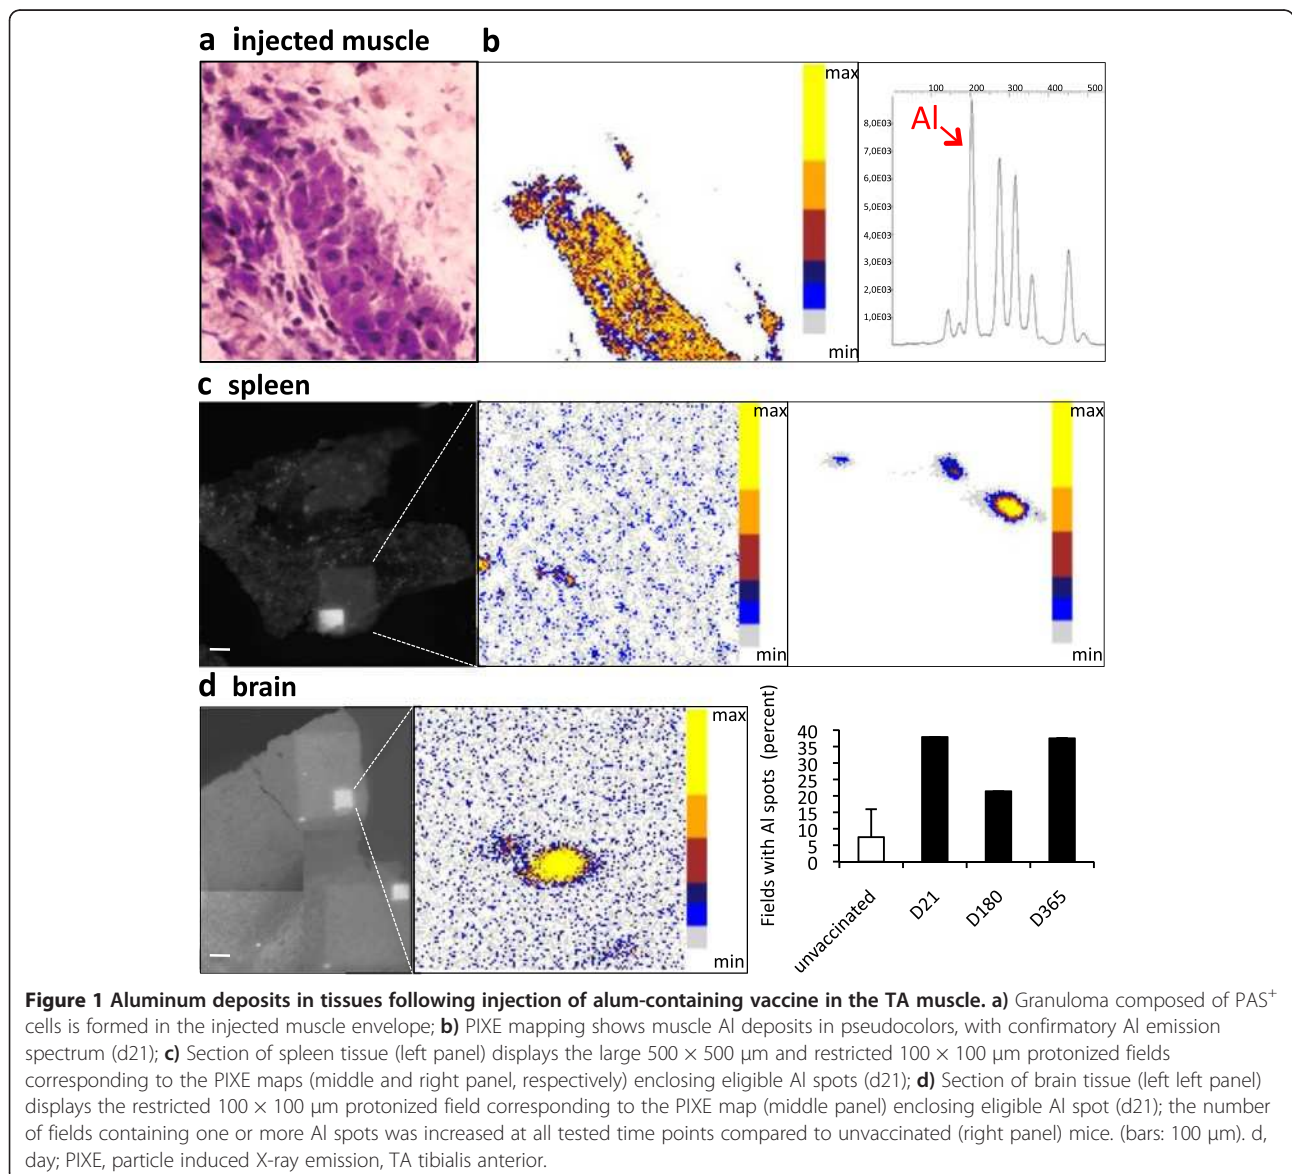 a injected muscle
b
max
min
100 200 300 400 500
8,0E03
7,0E03
6,0E03
5,0E03
4,0E03
3,0E03
2,0E03
1,0E03
Al
c spleen
max
min
max
min
d brain
max
min
Fields with Al spots (percent)
40
35
30
25
20
15
10
5
0
unvaccinated
D21
D180
D365
Figure 1 Aluminum deposits in tissues following injection of alum-containing vaccine in the TA muscle. a) Granuloma composed of PAS⁺
cells is formed in the injected muscle envelope; b) PIXE mapping shows muscle Al deposits in pseudocolors, with confirmatory Al emission
spectrum (d21); c) Section of spleen tissue (left panel) displays the large 500 × 500 μm and restricted 100 × 100 μm protonized fields
corresponding to the PIXE maps (middle and right panel, respectively) enclosing eligible Al spots (d21); d) Section of brain tissue (left left panel)
displays the restricted 100 × 100 μm protonized field corresponding to the PIXE map (middle panel) enclosing eligible Al spot (d21); the number
of fields containing one or more Al spots was increased at all tested time points compared to unvaccinated (right panel) mice. (bars: 100 μm). d,
day; PIXE, particle induced X-ray emission, TA tibialis anterior.